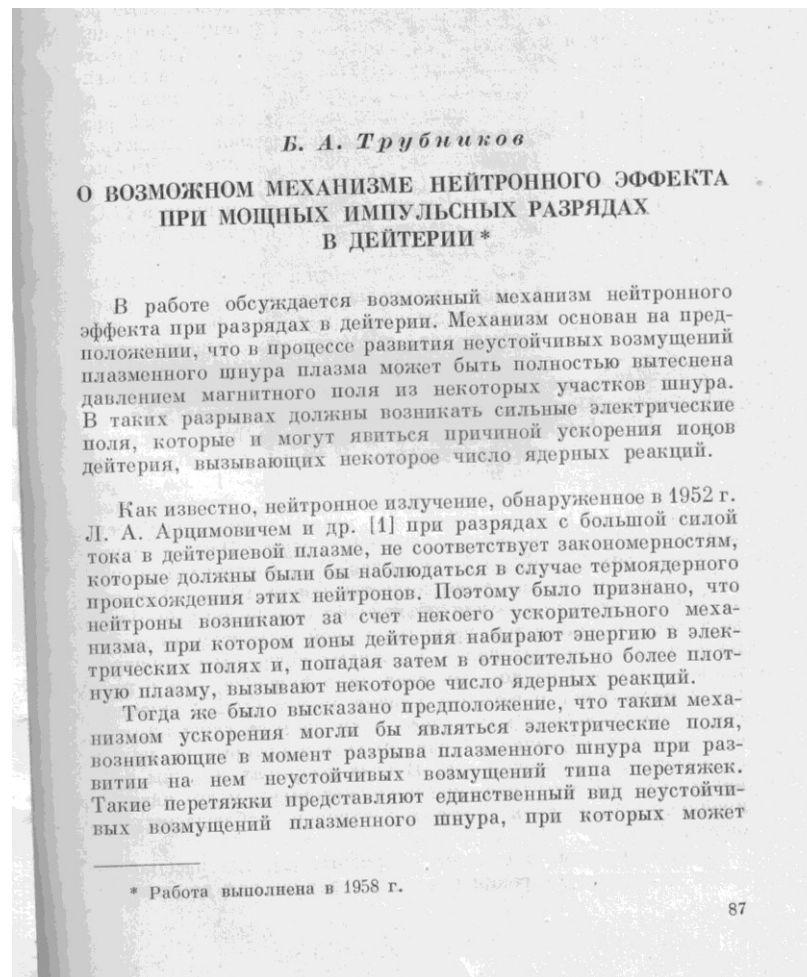 Б. А. Трубников
О ВОЗМОЖНОМ МЕХАНИЗМЕ НЕЙТРОННОГО ЭФФЕКТА
ПРИ МОЩНЫХ ИМПУЛЬСНЫХ РАЗРЯДАХ
В ДЕЙТЕРИИ *
В работе обсуждается возможный механизм нейтронного
эффекта при разрядах в дейтерии. Механизм основан на пред-
положении, что в процессе развития неустойчивых возмущений
плазменного шнура плазма может быть полностью вытеснена
давлением магнитного поля из некоторых участков шнура.
В таких разрывах должны возникать сильные электрические
поля, которые и могут явиться причиной ускорения ионов
дейтерия, вызывающих некоторое число ядерных реакций.
Как известно, нейтронное излучение, обнаруженное в 1952 г.
Л. А. Арцимовичем и др. [1] при разрядах с большой силой
тока в дейтериевой плазме, не соответствует закономерностям,
которые должны были бы наблюдаться в случае термоядерного
происхождения этих нейтронов. Поэтому было признано, что
нейтроны возникают за счет некоего ускорительного меха-
низма, при котором ионы дейтерия набирают энергию в элек-
трических полях и, попадая затем в относительно более плот-
ную плазму, вызывают некоторое число ядерных реакций.
Тогда же было высказано предположение, что таким меха-
низмом ускорения могли бы являться электрические поля,
возникающие в момент разрыва плазменного шнура при раз-
витии на нем неустойчивых возмущений типа перетяжек.
Такие перетяжки представляют единственный вид неустойчи-
вых возмущений плазменного шнура, при которых может
* Работа выполнена в 1958 г.
87